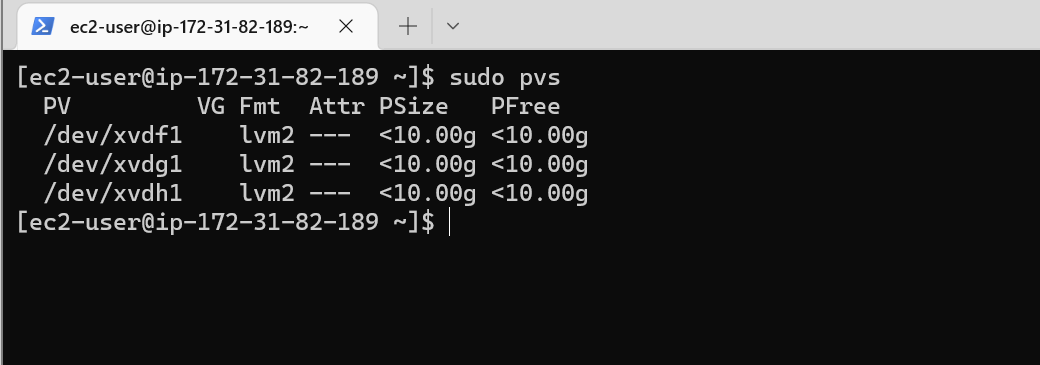 ec2-user@ip-172-31-82-189:~
[ec2-user@ip-172-31-82-189 ~]$ sudo pvs
  PV         VG Fmt  Attr PSize   PFree
  /dev/xvdf1    lvm2 ---  <10.00g <10.00g
  /dev/xvdg1    lvm2 ---  <10.00g <10.00g
  /dev/xvdh1    lvm2 ---  <10.00g <10.00g
[ec2-user@ip-172-31-82-189 ~]$